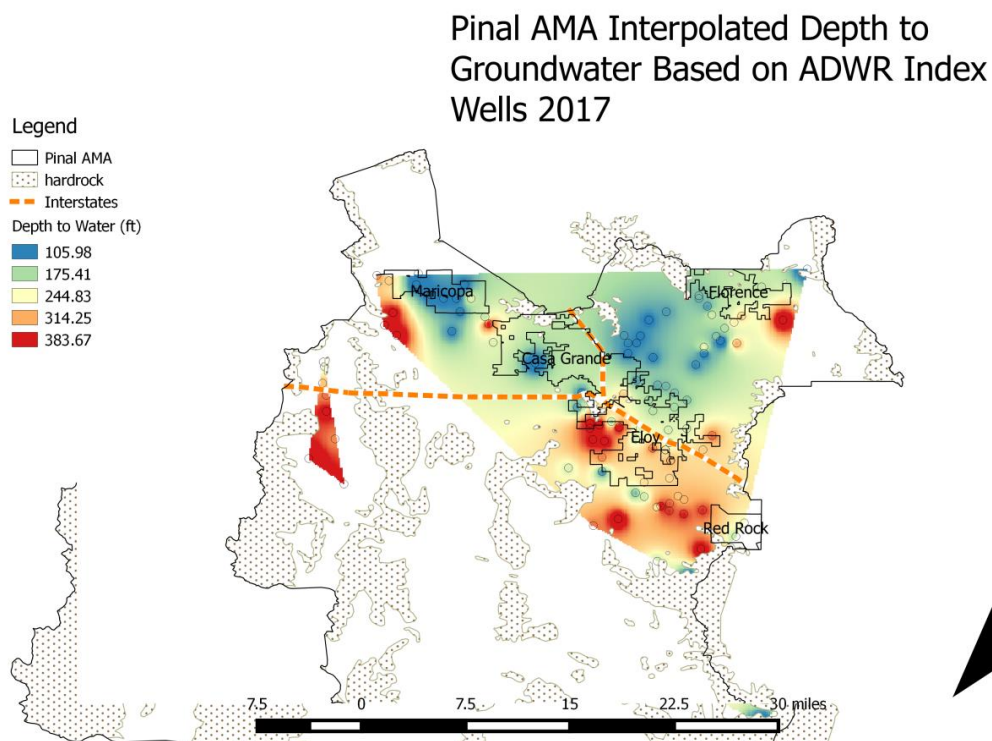 Pinal AMA Interpolated Depth to
Groundwater Based on ADWR Index
Wells 2017
Legend
Pinal AMA
hardrock
Interstates
Depth to Water (ft)
105.98
175.41
244.83
314.25
383.67
Maricopa
Florence
Casa Grande
Eloy
Red Rock
7.5 0 7.5 15 22.5 30 miles